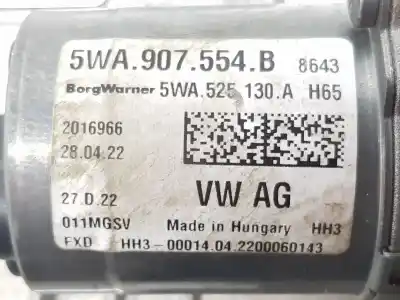 5WA.907.554.B 8643
BorgWarner 5WA.525 130.A H65
2016966
28.04.22
27.D.22 VW AG
011MGSV Made in Hungary HH3
FXD HH3-00014.04.2200060143